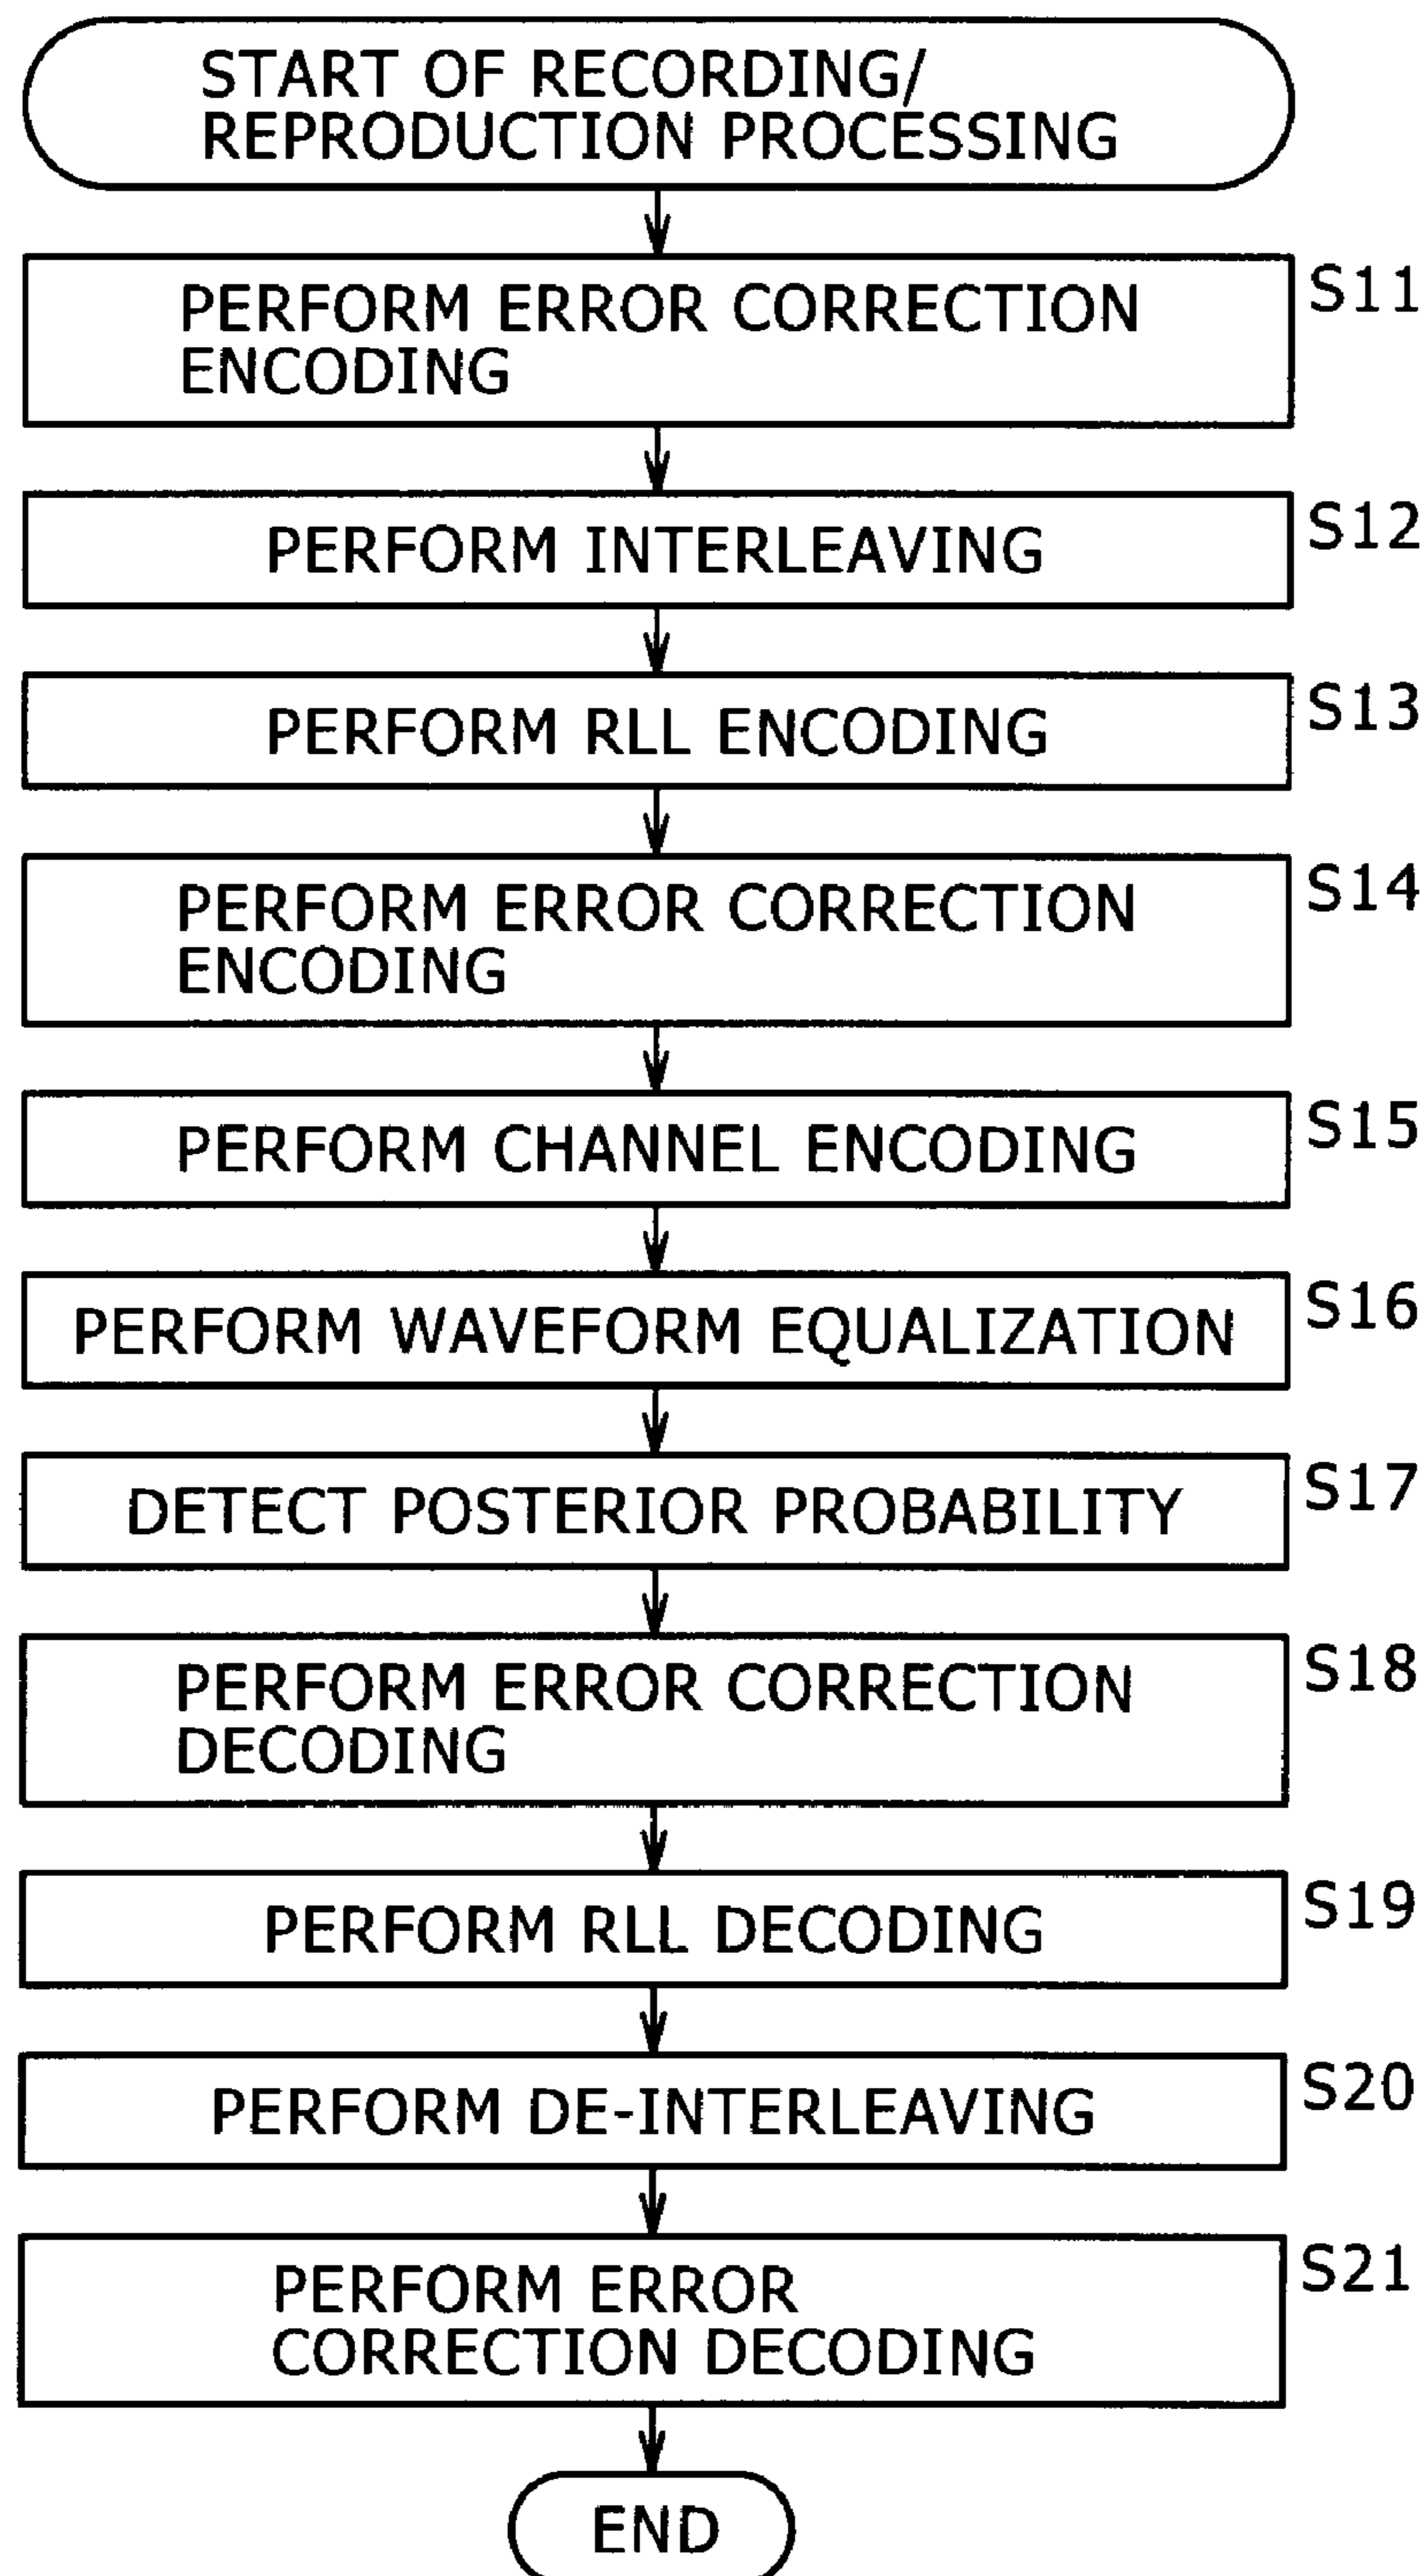 START OF RECORDING/
REPRODUCTION PROCESSING
PERFORM ERROR CORRECTION
ENCODING
S11
PERFORM INTERLEAVING
S12
PERFORM RLL ENCODING
S13
PERFORM ERROR CORRECTION
ENCODING
S14
PERFORM CHANNEL ENCODING
S15
PERFORM WAVEFORM EQUALIZATION
S16
DETECT POSTERIOR PROBABILITY
S17
PERFORM ERROR CORRECTION
DECODING
S18
PERFORM RLL DECODING
S19
PERFORM DE-INTERLEAVING
S20
PERFORM ERROR
CORRECTION DECODING
S21
END